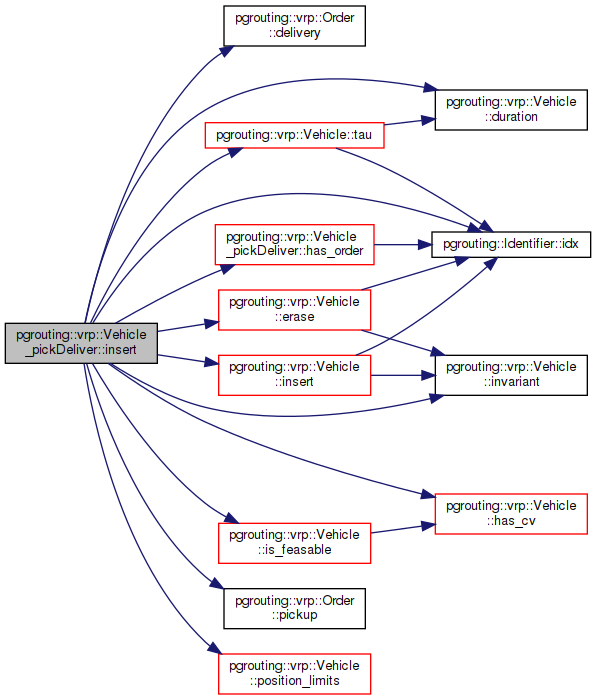 pgrouting::vrp::Order
::delivery
pgrouting::vrp::Vehicle
::duration
pgrouting::vrp::Vehicle::tau
pgrouting::vrp::Vehicle
_pickDeliver::has_order
pgrouting::Identifier::idx
pgrouting::vrp::Vehicle
::erase
pgrouting::vrp::Vehicle
_pickDeliver::insert
pgrouting::vrp::Vehicle
::insert
pgrouting::vrp::Vehicle
::invariant
pgrouting::vrp::Vehicle
::has_cv
pgrouting::vrp::Vehicle
::is_feasable
pgrouting::vrp::Order
::pickup
pgrouting::vrp::Vehicle
::position_limits